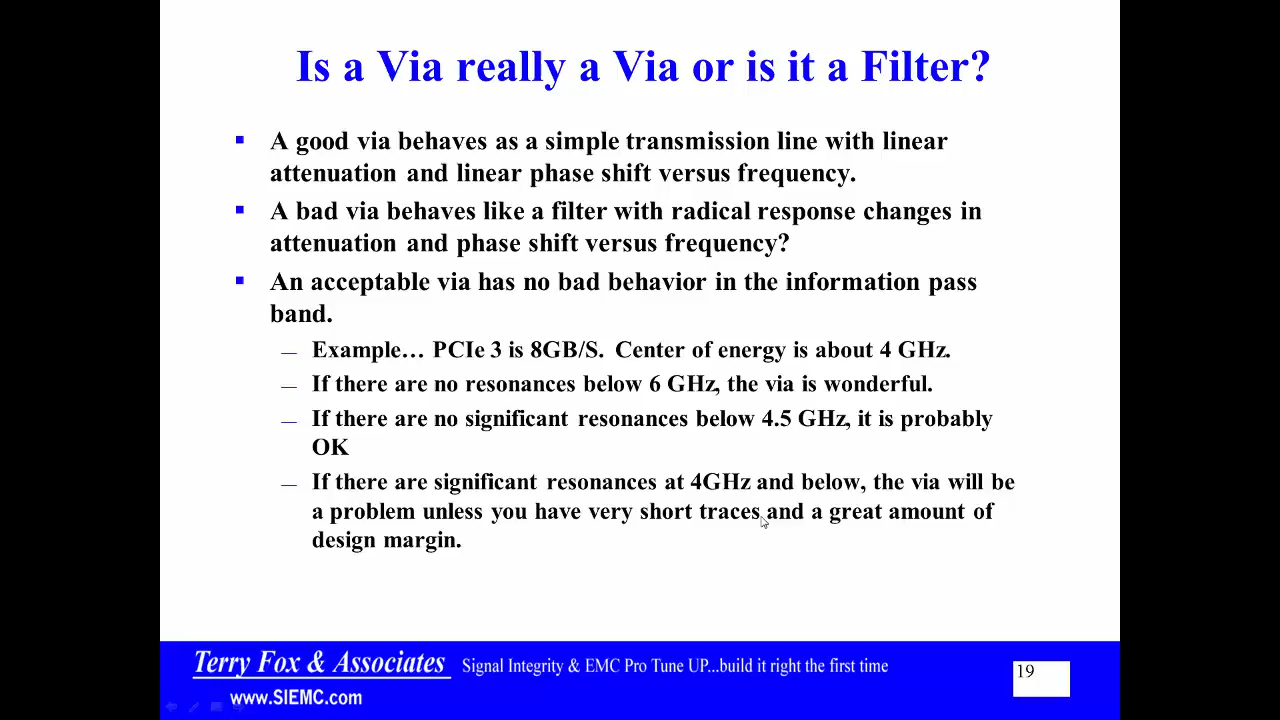 Is a Via really a Via or is it a Filter?
A good via behaves as a simple transmission line with linear
attenuation and linear phase shift versus frequency.
A bad via behaves like a filter with radical response changes in
attenuation and phase shift versus frequency?
An acceptable via has no bad behavior in the information pass
band.
— Example… PCIe 3 is 8GB/S. Center of energy is about 4 GHz.
— If there are no resonances below 6 GHz, the via is wonderful.
— If there are no significant resonances below 4.5 GHz, it is probably
OK
— If there are significant resonances at 4GHz and below, the via will be
a problem unless you have very short traces and a great amount of
design margin.
Terry Fox & Associates Signal Integrity & EMC Pro Tune UP...build it right the first time
www.SIEMC.com
19